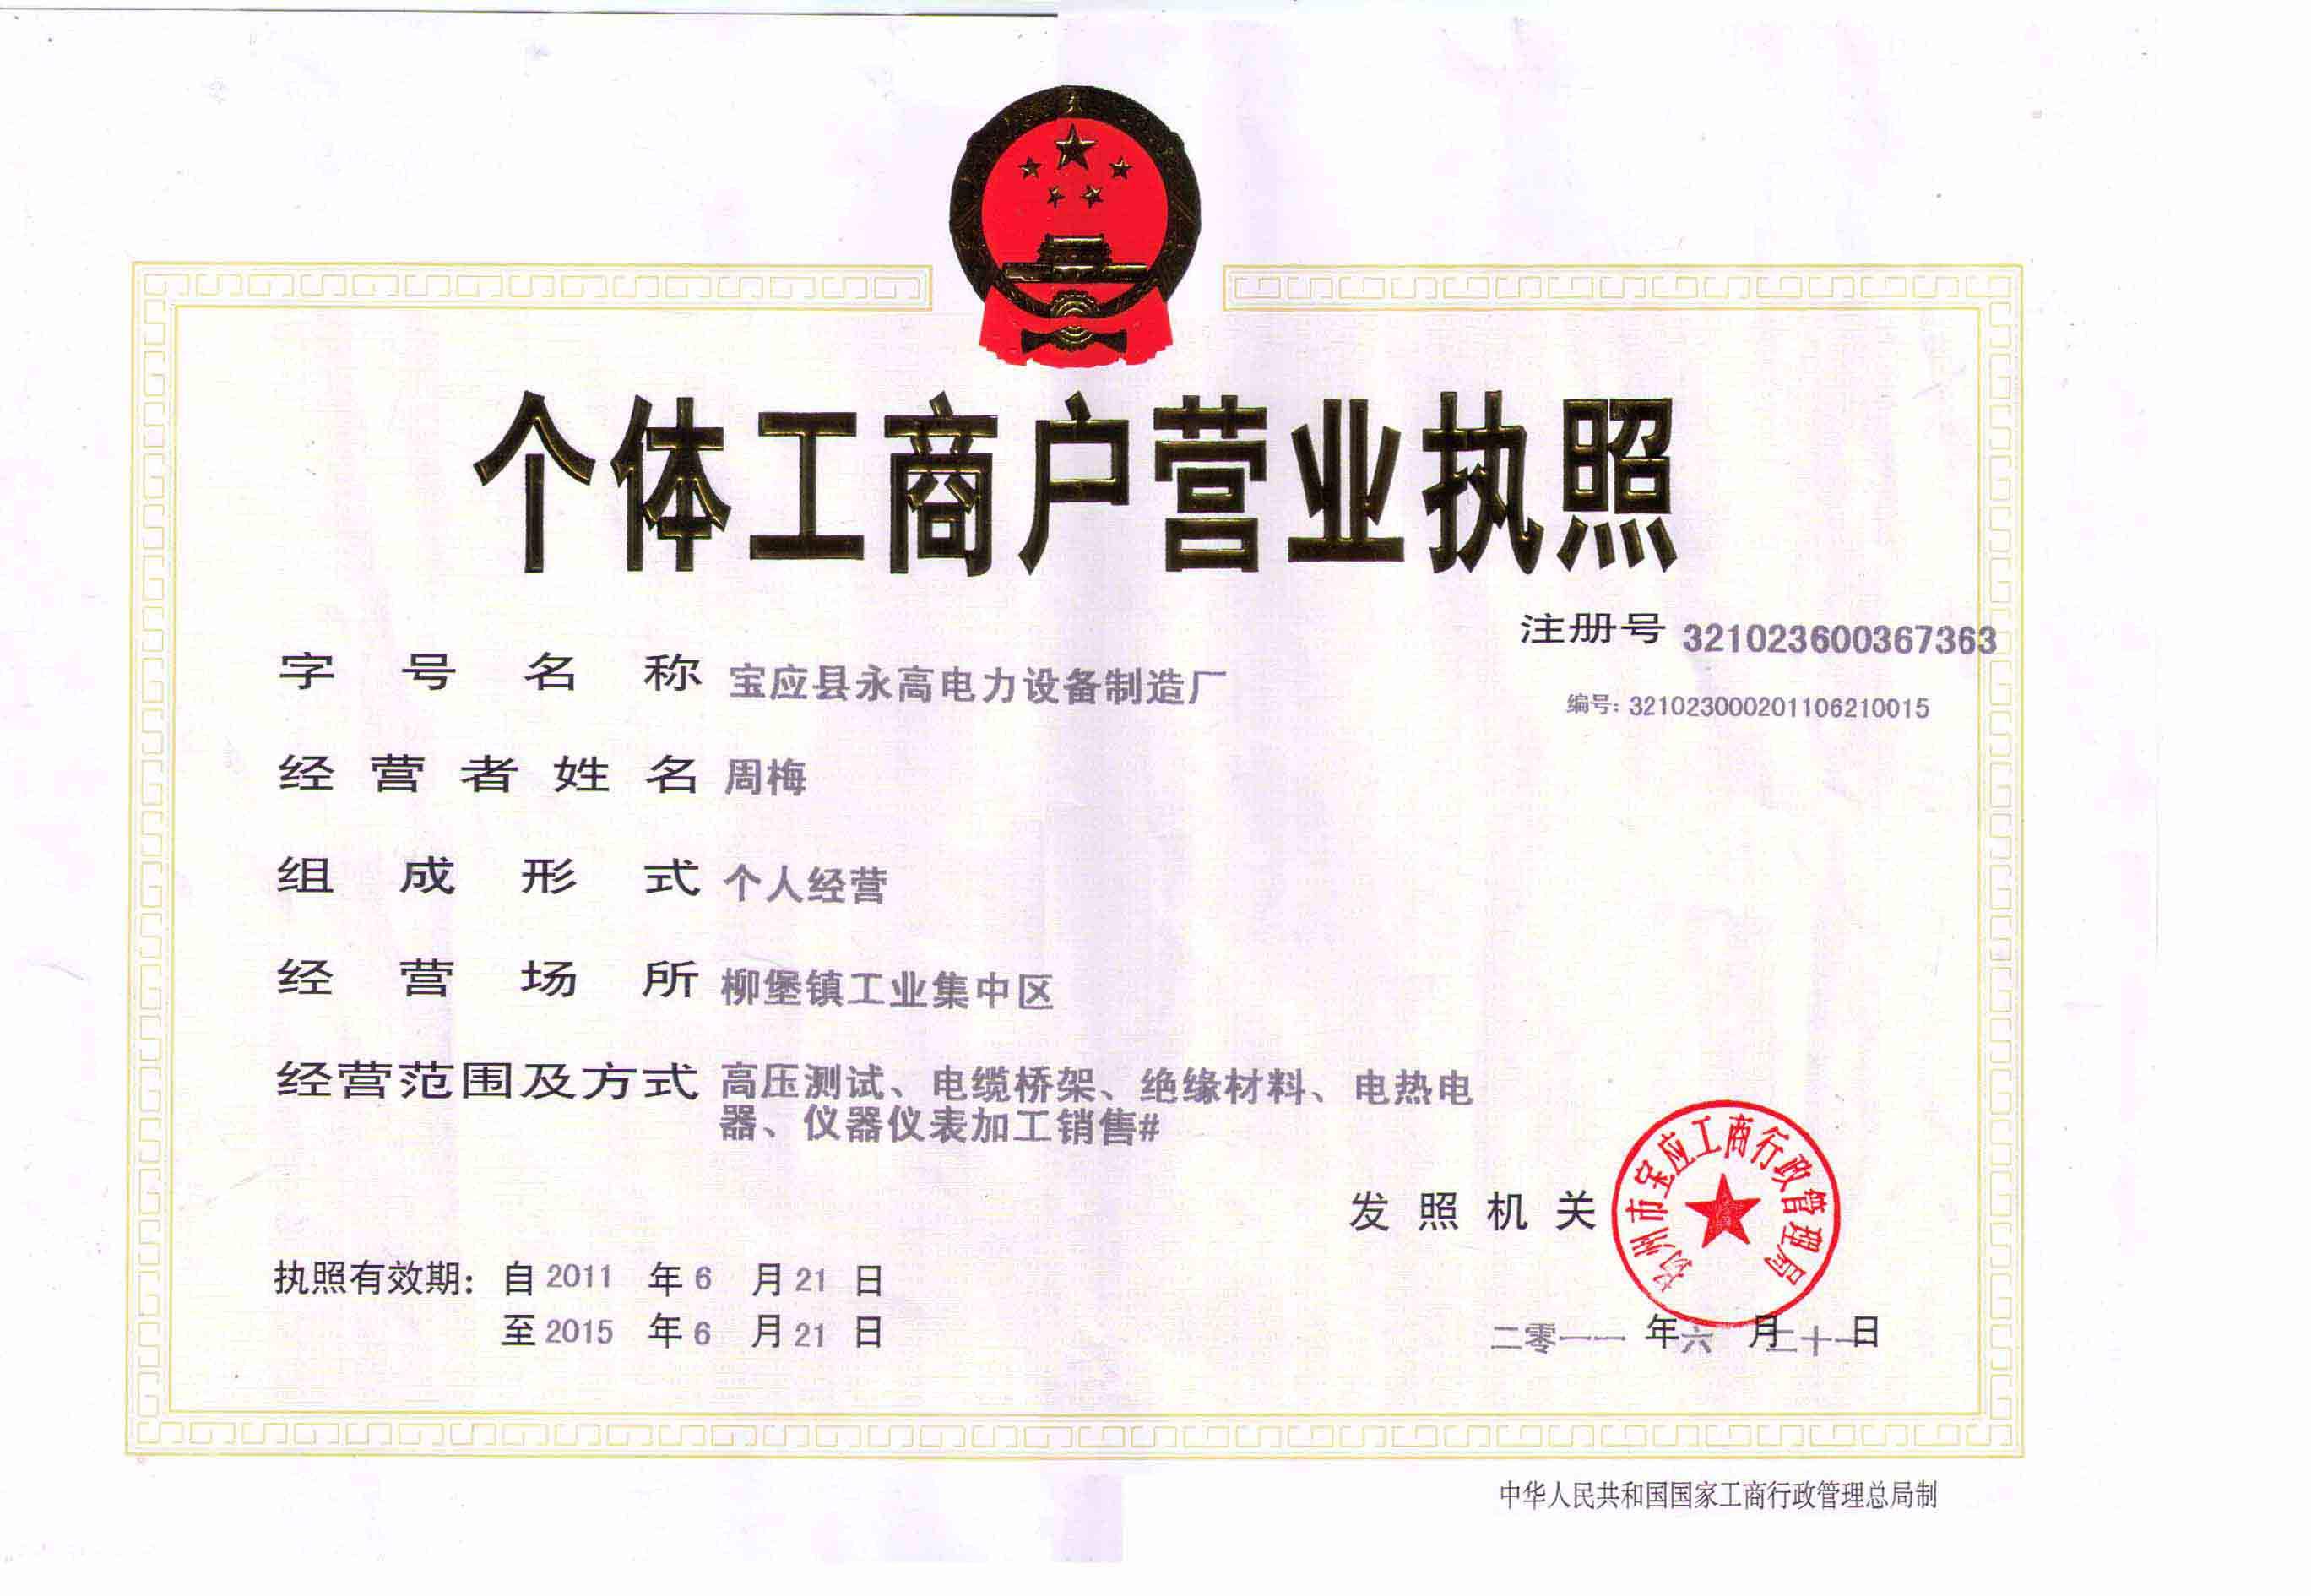 个体工商户营业执照
注册号 321023600367363
编号: 321023000201106210015
字号名称 宝应县永高电力设备制造厂
经营者姓名 周梅
组成形式 个人经营
经营场所 柳堡镇工业集中区
经营范围及方式 高压测试、电缆桥架、绝缘材料、电热电
器、仪器仪表加工销售#
扬州市宝应工商行政管理局
发照机关
执照有效期: 自 2011 年 6 月 21 日
至 2015 年 6 月 21 日
二零一一 年 六 月 二十一 日
中华人民共和国国家工商行政管理总局制